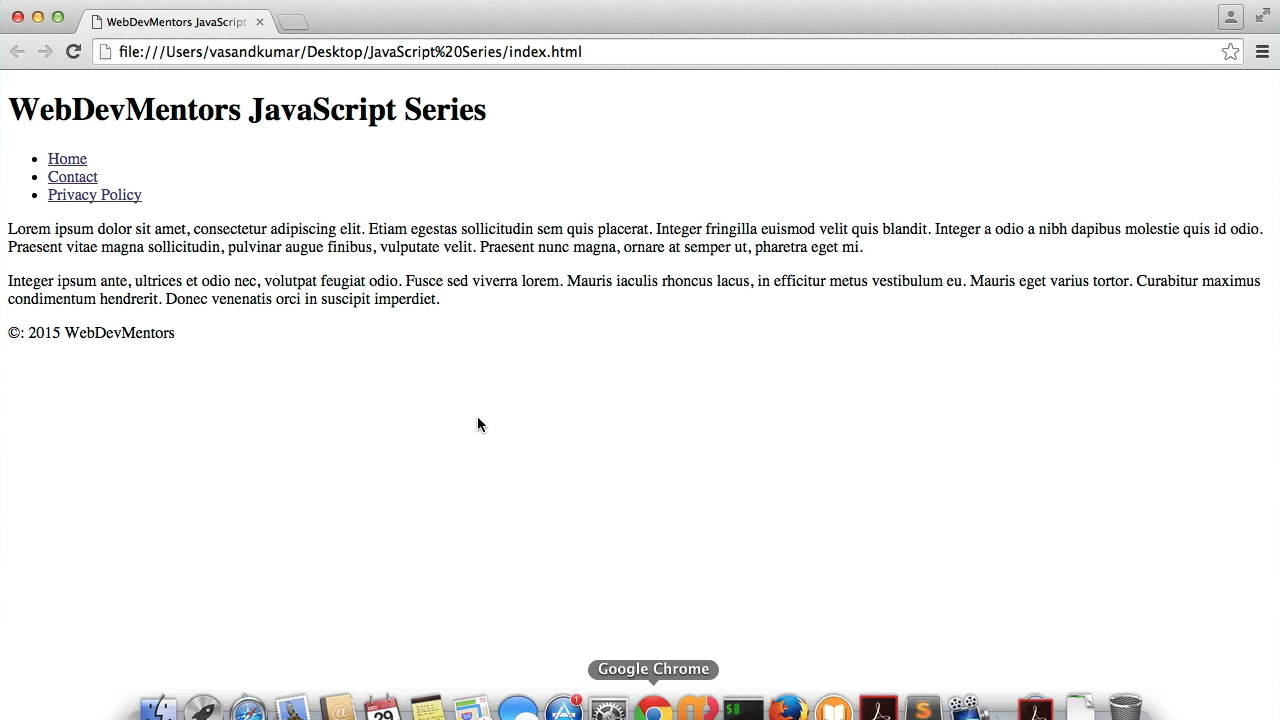 WebDevMentors JavaScript
file:///Users/vasandkumar/Desktop/JavaScript%20Series/index.html
WebDevMentors JavaScript Series
Home
Contact
Privacy Policy
Lorem ipsum dolor sit amet, consectetur adipiscing elit. Etiam egestas sollicitudin sem quis placerat. Integer fringilla euismod velit quis blandit. Integer a odio a nibh dapibus molestie quis id odio.
Praesent vitae magna sollicitudin, pulvinar augue finibus, vulputate velit. Praesent nunc magna, ornare at semper ut, pharetra eget mi.
Integer ipsum ante, ultrices et odio nec, volutpat feugiat odio. Fusce sed viverra lorem. Mauris iaculis rhoncus lacus, in efficitur metus vestibulum eu. Mauris eget varius tortor. Curabitur maximus
condimentum hendrerit. Donec venenatis orci in suscipit imperdiet.
©: 2015 WebDevMentors
Google Chrome
DEC
29
1
$
S